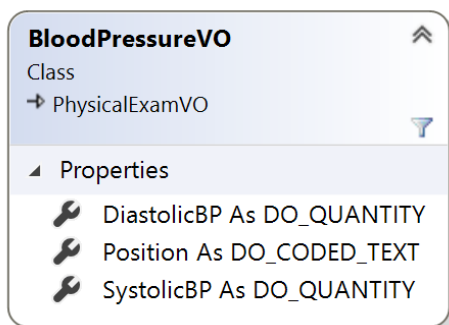 BloodPressureVO
Class
PhysicalExamVO
Properties
DiastolicBP As DO_QUANTITY
Position As DO_CODED_TEXT
SystolicBP As DO_QUANTITY